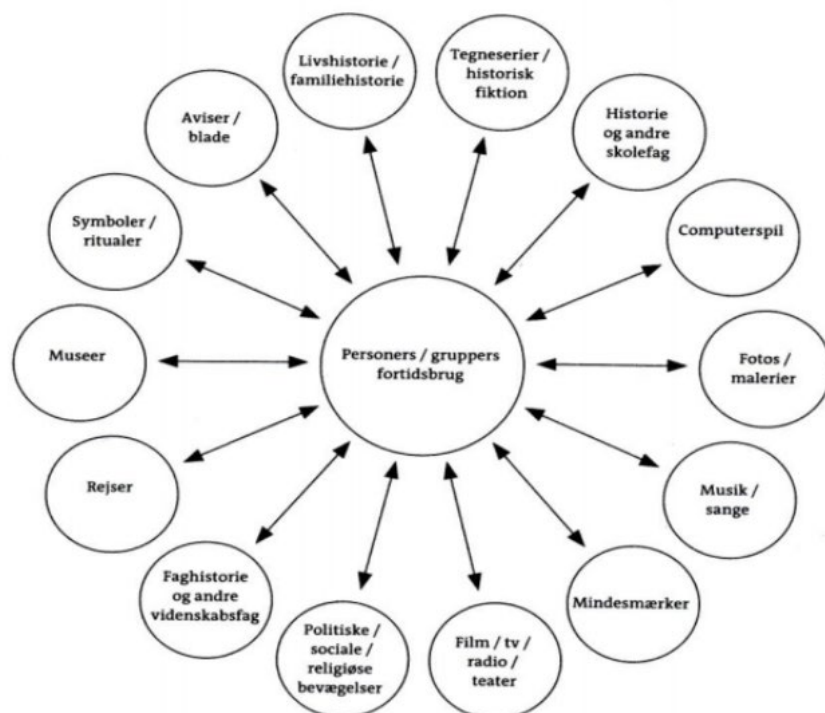 Livshistorie /
familiehistorie
Tegneserier /
historisk
fiktion
Historie
og andre
skolefag
Computerspil
Fotos /
malerier
Musik /
sange
Mindesmærker
Film / tv /
radio /
teater
Politiske /
sociale /
religiøse
bevægelser
Faghistorie
og andre
videnskabsfag
Rejser
Museer
Symboler /
ritualer
Aviser /
blade
Personers / gruppers
fortidsbrug